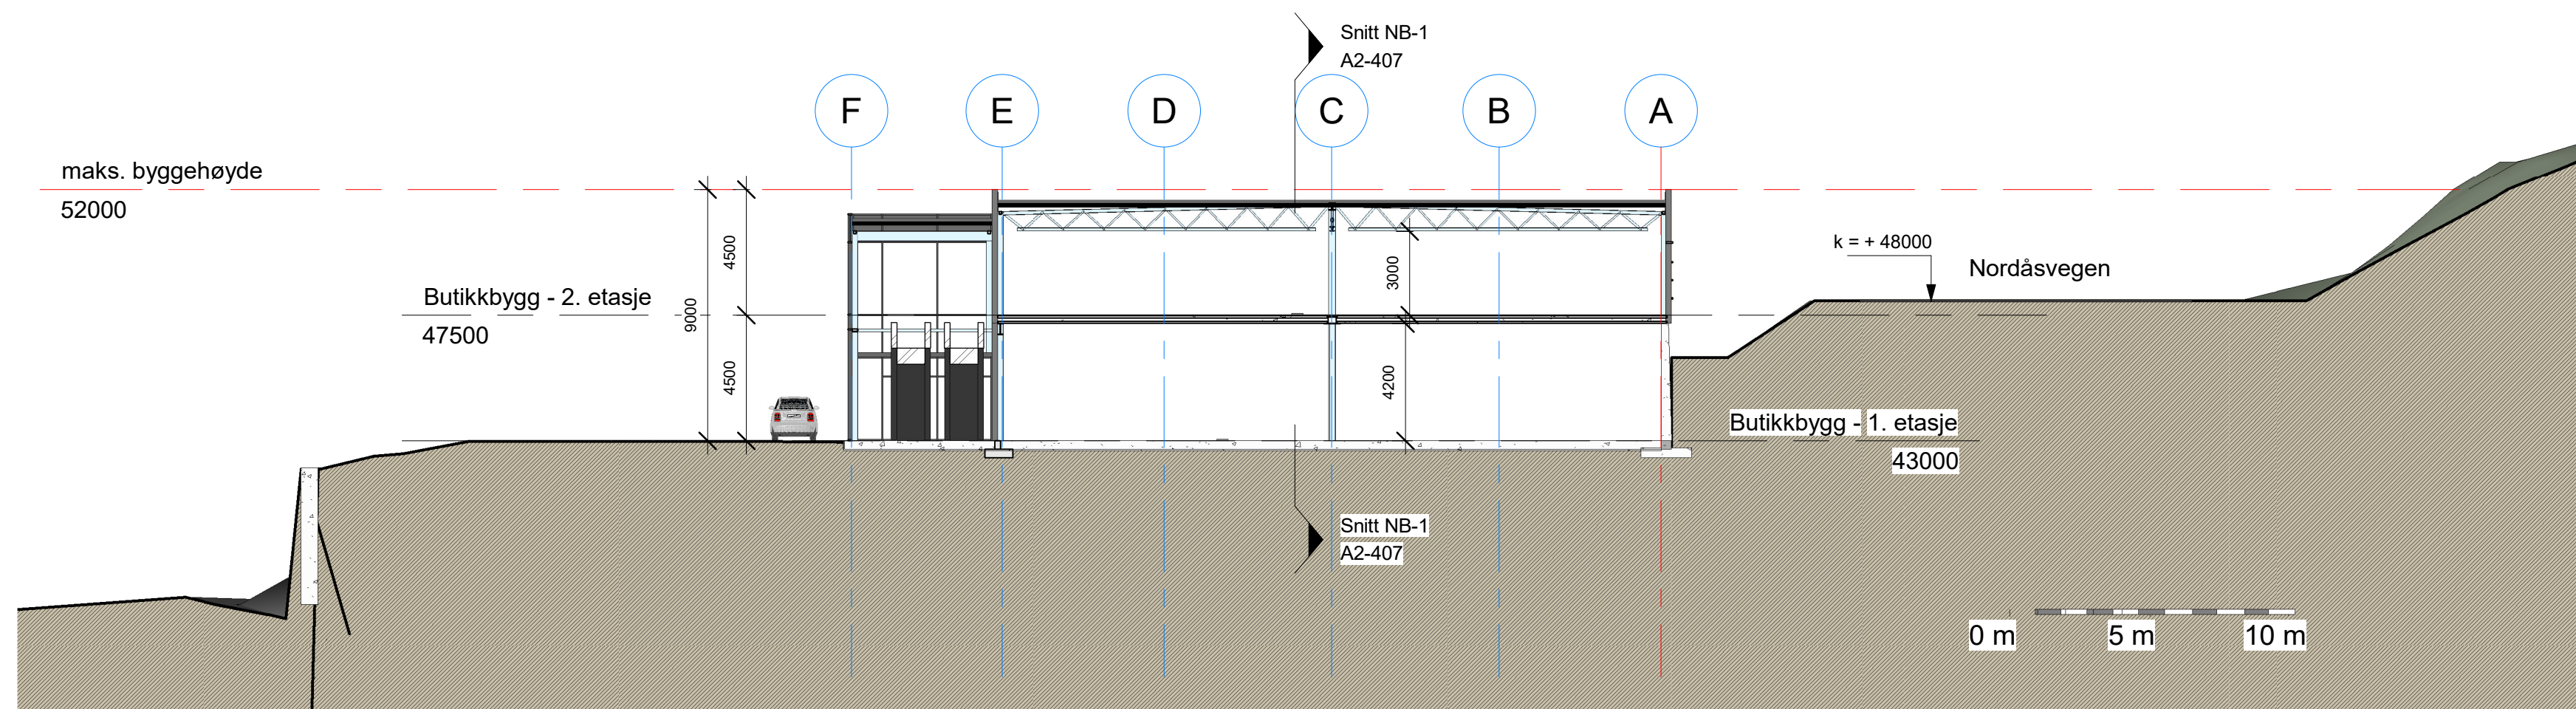 Snitt NB-1
A2-407
F
E
D
C
B
A
maks. byggehøyde
52000
4500
3000
k = + 48000
Nordåsvegen
Butikkbygg - 2. etasje
47500
9000
4500
4200
Butikkbygg - 1. etasje
43000
Snitt NB-1
A2-407
0 m
5 m
10 m